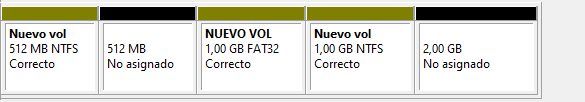 Nuevo vol
512 MB NTFS
Correcto
512 MB
No asignado
NUEVO VOL
1,00 GB FAT32
Correcto
Nuevo vol
1,00 GB NTFS
Correcto
2,00 GB
No asignado